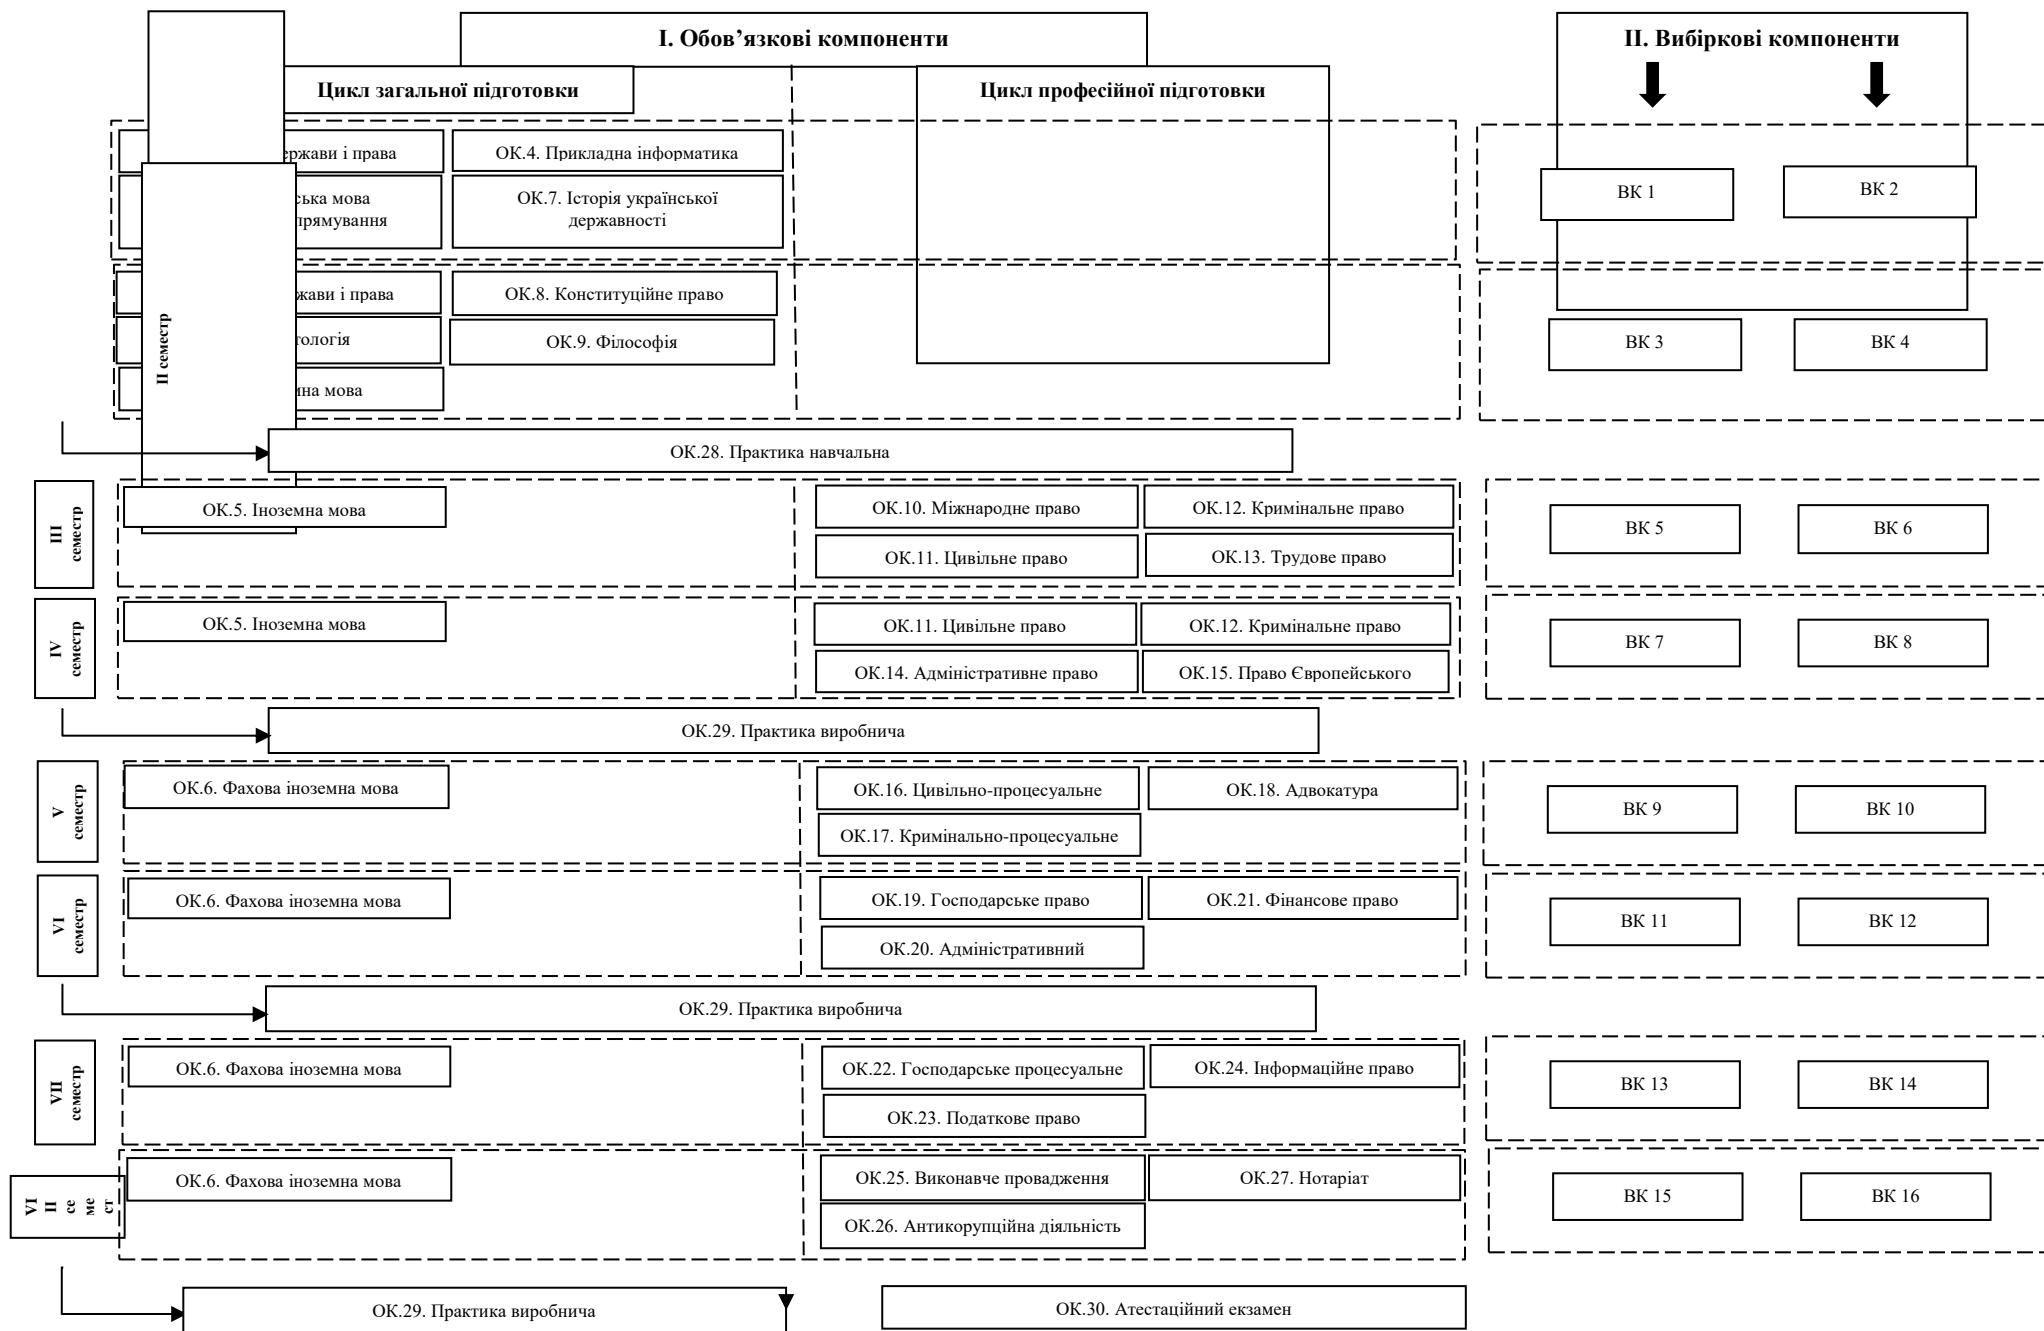 І. Обов’язкові компоненти
ІІ. Вибіркові компоненти
Цикл загальної підготовки
Цикл професійної підготовки
і права
ОК.4. Прикладна інформатика
мова
ОК.7. Історія української
державності
ВК 1
ВК 2
ІІ семестр
і права
ОК.8. Конституційне право
ОК.9. Філософія
мова
ВК 3
ВК 4
ОК.28. Практика навчальна
ІІІ
семестр
ОК.5. Іноземна мова
ОК.10. Міжнародне право
ОК.12. Кримінальне право
ОК.11. Цивільне право
ОК.13. Трудове право
ВК 5
ВК 6
IV
семестр
ОК.5. Іноземна мова
ОК.11. Цивільне право
ОК.12. Кримінальне право
ОК.14. Адміністративне право
ОК.15. Право Європейського
ВК 7
ВК 8
ОК.29. Практика виробнича
V
семестр
ОК.6. Фахова іноземна мова
ОК.16. Цивільно-процесуальне
ОК.18. Адвокатура
ОК.17. Кримінально-процесуальне
ВК 9
ВК 10
VI
семестр
ОК.6. Фахова іноземна мова
ОК.19. Господарське право
ОК.21. Фінансове право
ОК.20. Адміністративний
ВК 11
ВК 12
ОК.29. Практика виробнича
VII
семестр
ОК.6. Фахова іноземна мова
ОК.22. Господарське процесуальне
ОК.24. Інформаційне право
ОК.23. Податкове право
ВК 13
ВК 14
VI
II
се
ме
ст
ОК.6. Фахова іноземна мова
ОК.25. Виконавче провадження
ОК.27. Нотаріат
ОК.26. Антикорупційна діяльність
ВК 15
ВК 16
ОК.29. Практика виробнича
ОК.30. Атестаційний екзамен